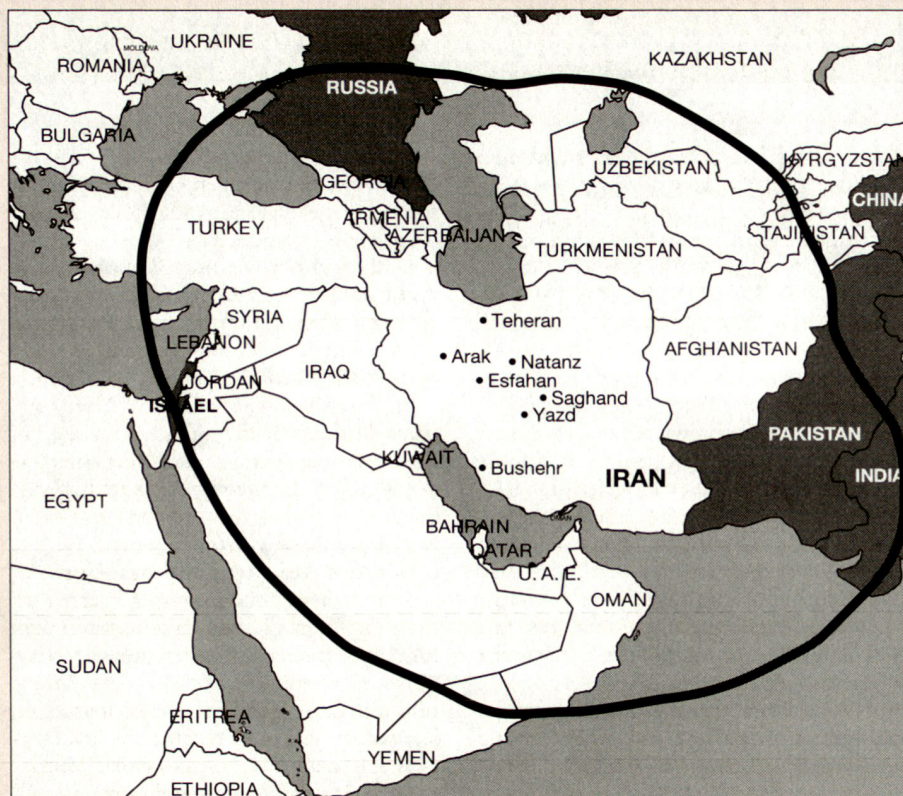 MOLDOVA
UKRAINE
ROMANIA
KAZAKHSTAN
RUSSIA
BULGARIA
UZBEKISTAN
KYRGYZSTAN
GEORGIA
CHINA
ARMENIA
TURKEY
AZERBAIJAN
TAJIKISTAN
TURKMENISTAN
SYRIA
Teheran
LEBANON
AFGHANISTAN
Arak
Natanz
IRAQ
JORDAN
Esfahan
ISRAEL
Saghand
Yazd
PAKISTAN
KUWAIT
Bushehr
IRAN
INDIA
EGYPT
OMAN
BAHRAIN
QATAR
U. A. E.
OMAN
SUDAN
ERITREA
YEMEN
ETHIOPIA